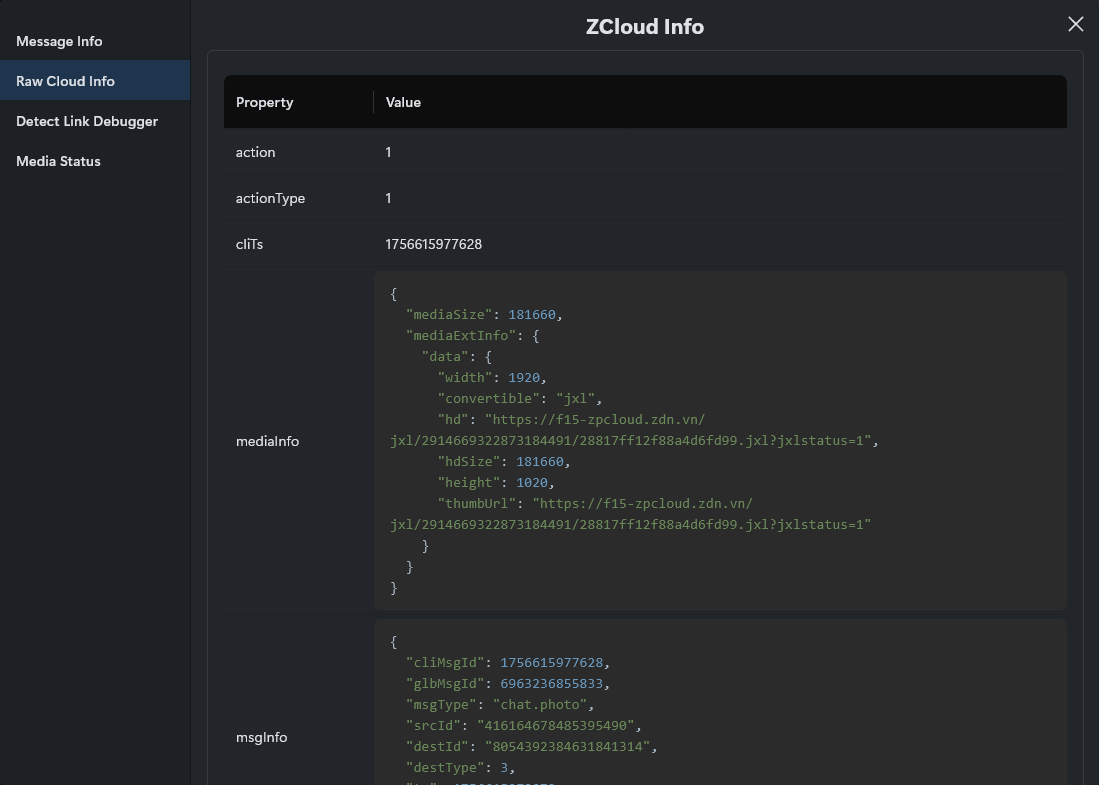 ZCloud Info
Message Info
Raw Cloud Info
Detect Link Debugger
Media Status
Property Value
action 1
actionType 1
cliTs 1756615977628
mediaInfo
{
"mediaSize": 181660,
"mediaExtInfo": {
"data": {
"width": 1920,
"convertible": "jxl",
"hd": "https://f15-zpcloud.zdn.vn/
jxl/2914669322873184491/28817ff12f88a4d6fd99.jxl?jxlstatus=1",
"hdSize": 181660,
"height": 1020,
"thumbUrl": "https://f15-zpcloud.zdn.vn/
jxl/2914669322873184491/28817ff12f88a4d6fd99.jxl?jxlstatus=1"
}
}
}
msgInfo
{
"cliMsgId": 1756615977628,
"glbMsgId": 6963236855833,
"msgType": "chat.photo",
"srcId": "416164678485395490",
"destId": "8054392384631841314",
"destType": 3,